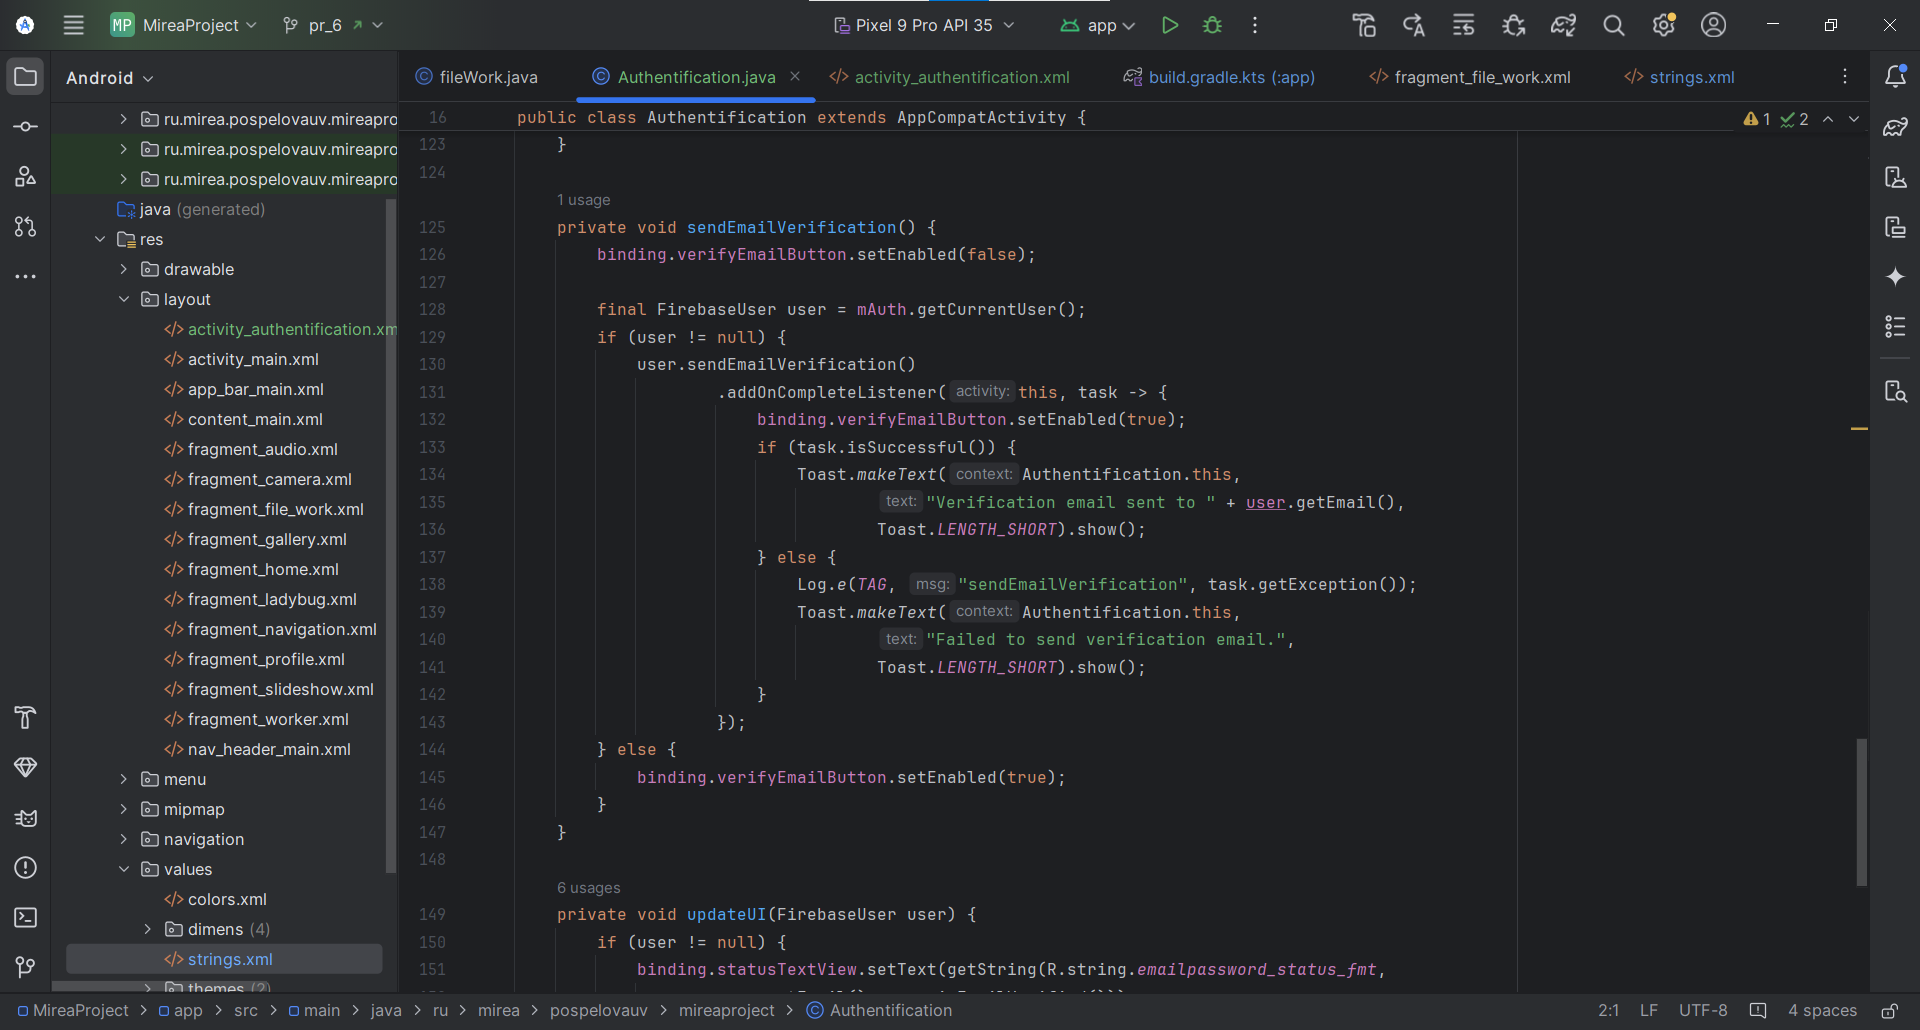 MP MireaProject pr_6 Pixel 9 Pro API 35 app
Android
fileWork.java Authentification.java activity_authentification.xml build.gradle.kts (:app) fragment_file_work.xml strings.xml
ru.mirea.pospelovauv.mireapro
ru.mirea.pospelovauv.mireapro
ru.mirea.pospelovauv.mireapro
java (generated)
res
drawable
layout
activity_authentification.xm
activity_main.xml
app_bar_main.xml
content_main.xml
fragment_audio.xml
fragment_camera.xml
fragment_file_work.xml
fragment_gallery.xml
fragment_home.xml
fragment_ladybug.xml
fragment_navigation.xml
fragment_profile.xml
fragment_slideshow.xml
fragment_worker.xml
nav_header_main.xml
menu
mipmap
navigation
values
colors.xml
dimens (4)
strings.xml
themes (2)
16 public class Authentification extends AppCompatActivity { 1 2
123 }
124
1 usage
125 private void sendEmailVerification() {
126 binding.verifyEmailButton.setEnabled(false);
127
128 final FirebaseUser user = mAuth.getCurrentUser();
129 if (user != null) {
130 user.sendEmailVerification()
131 .addOnCompleteListener( activity: this, task -> {
132 binding.verifyEmailButton.setEnabled(true);
133 if (task.isSuccessful()) {
134 Toast.makeText( context: Authentification.this,
135 text: "Verification email sent to " + user.getEmail(),
136 Toast.LENGTH_SHORT).show();
137 } else {
138 Log.e(TAG, msg: "sendEmailVerification", task.getException());
139 Toast.makeText( context: Authentification.this,
140 text: "Failed to send verification email.",
141 Toast.LENGTH_SHORT).show();
142 }
143 });
144 } else {
145 binding.verifyEmailButton.setEnabled(true);
146 }
147 }
148
6 usages
149 private void updateUI(FirebaseUser user) {
150 if (user != null) {
151 binding.statusTextView.setText(getString(R.string.emailpassword_status_fmt,
MireaProject > app > src > main > java > ru > mirea > pospelovauv > mireaproject > Authentification 2:1 LF UTF-8 4 spaces